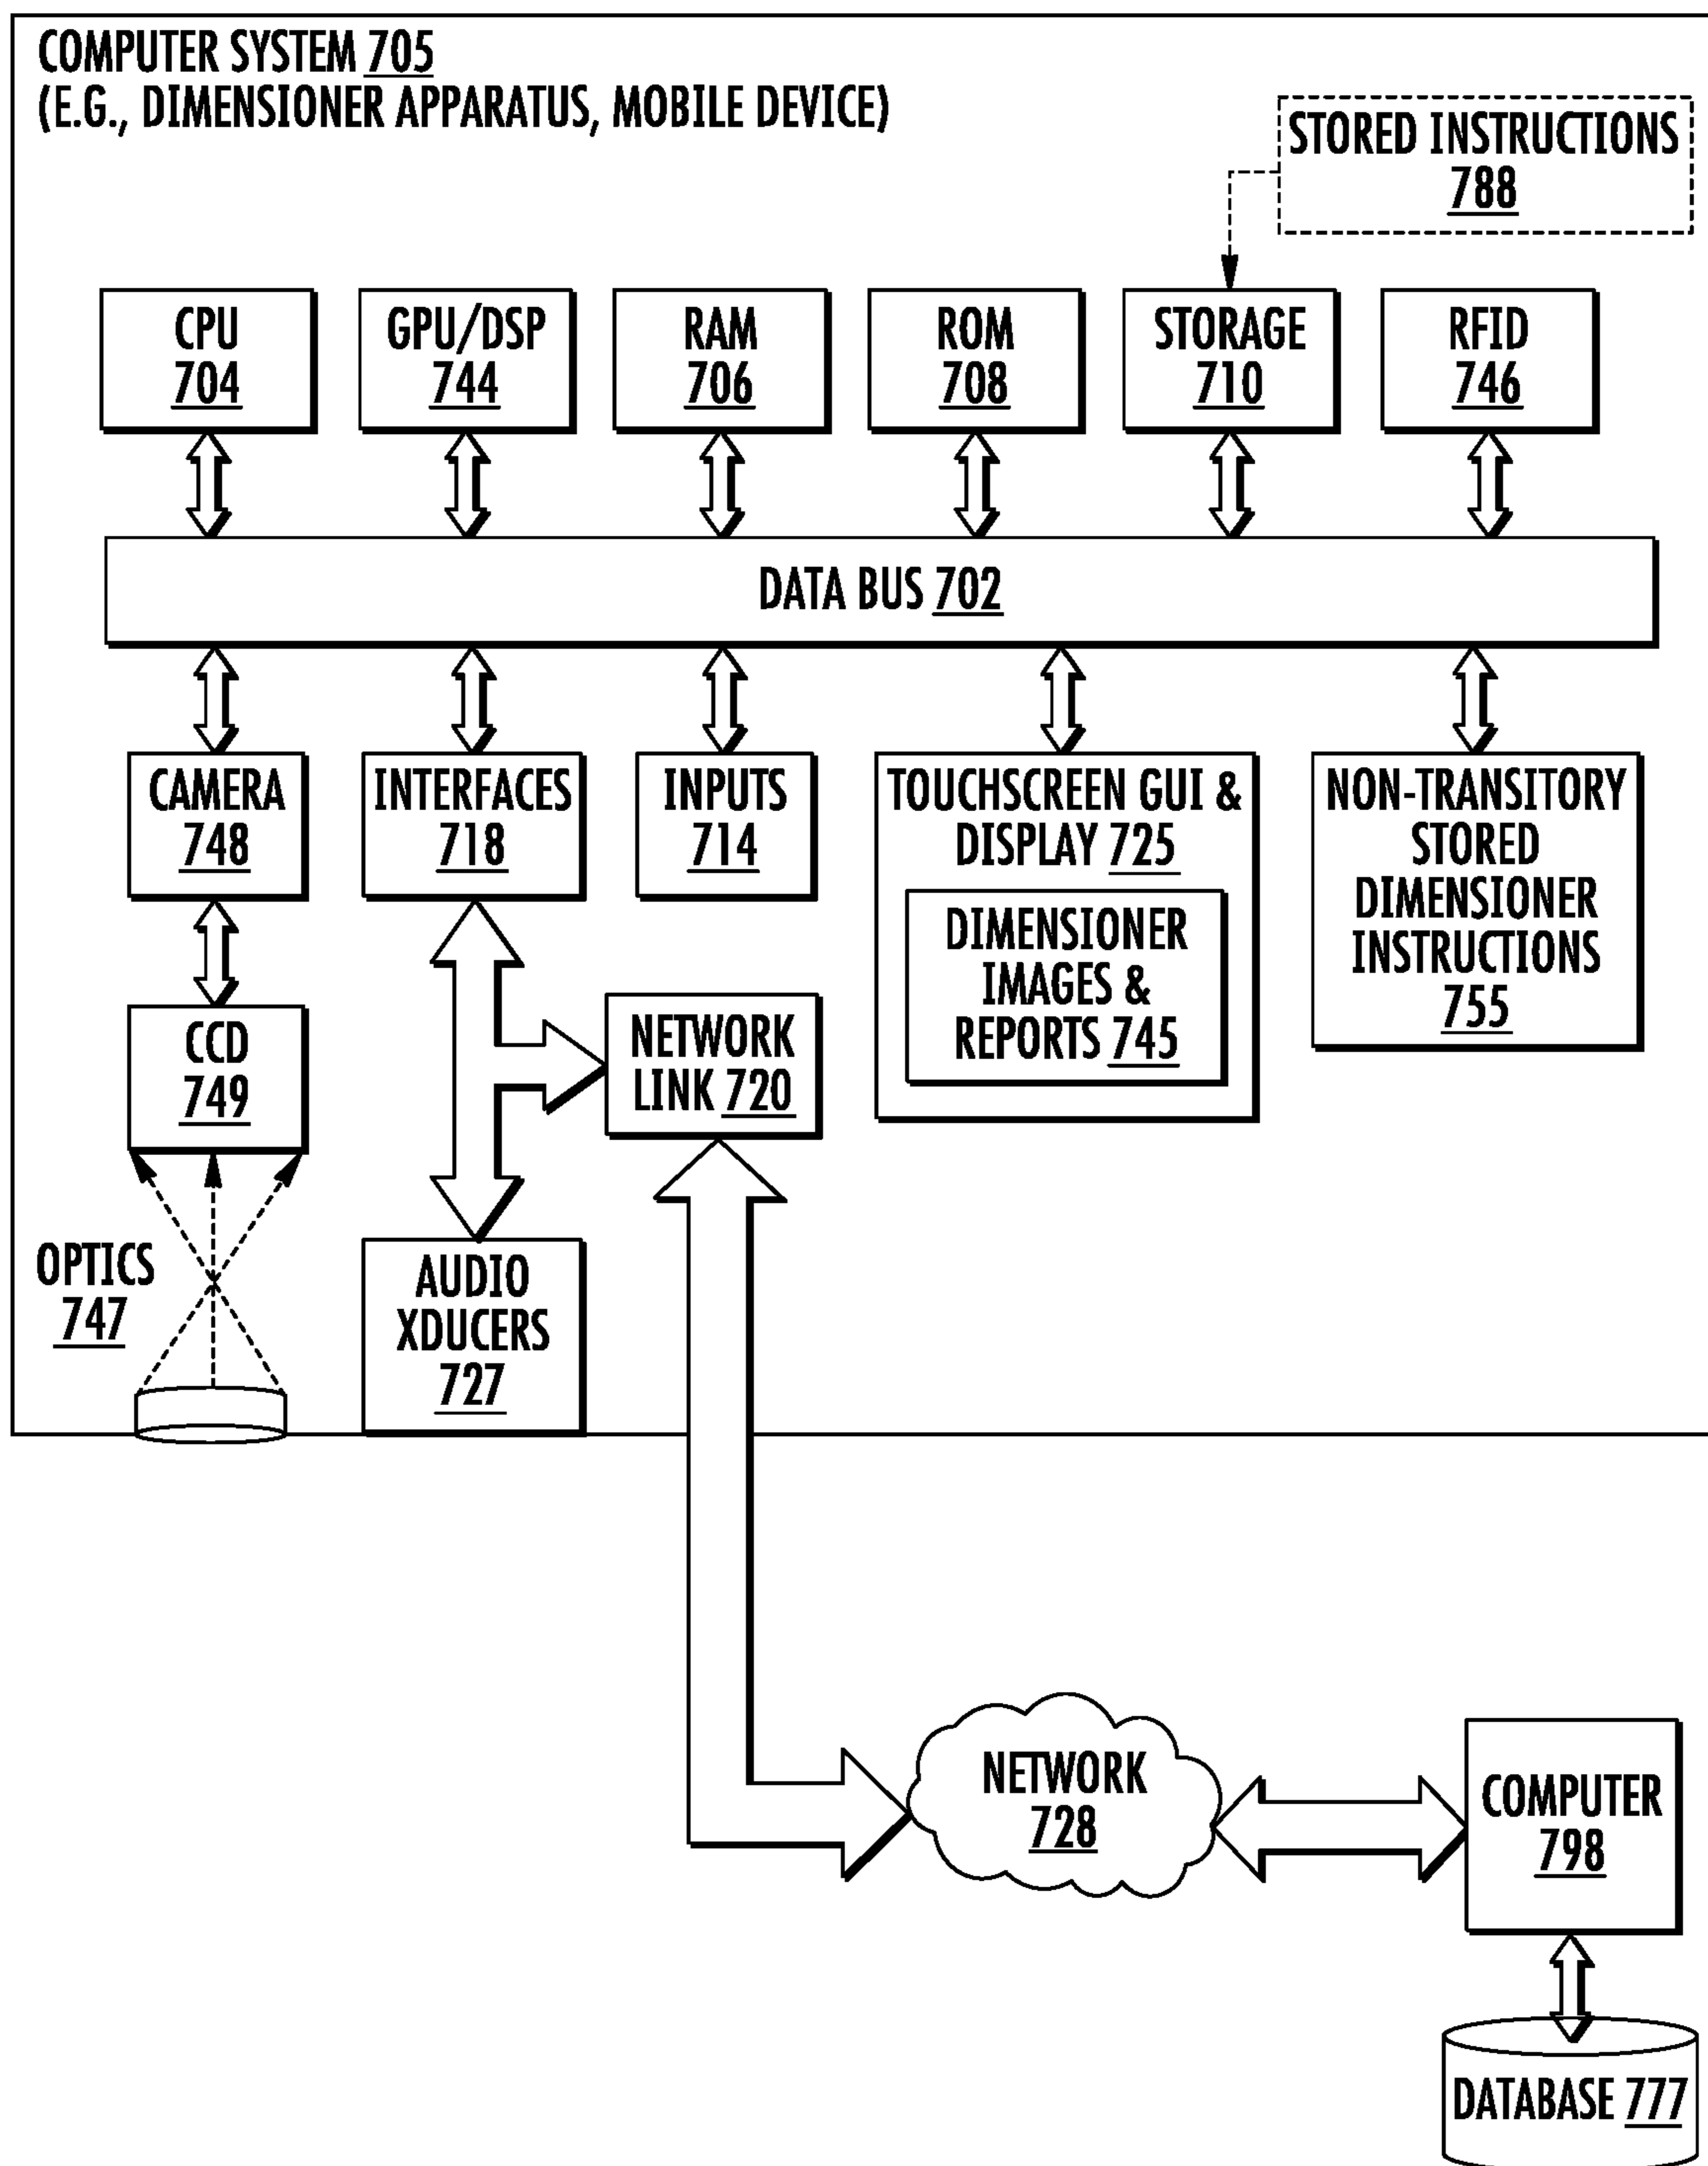 COMPUTER SYSTEM 705
(E.G., DIMENSIONER APPARATUS, MOBILE DEVICE)
STORED INSTRUCTIONS
788
CPU
704
GPU/DSP
744
RAM
706
ROM
708
STORAGE
710
RFID
746
DATA BUS 702
CAMERA
748
INTERFACES
718
INPUTS
714
TOUCHSCREEN GUI &
DISPLAY 725
DIMENSIONER
IMAGES &
REPORTS 745
NON-TRANSITORY
STORED
DIMENSIONER
INSTRUCTIONS
755
CCD
749
NETWORK
LINK 720
OPTICS
747
AUDIO
XDUCERS
727
NETWORK
728
COMPUTER
798
DATABASE 777